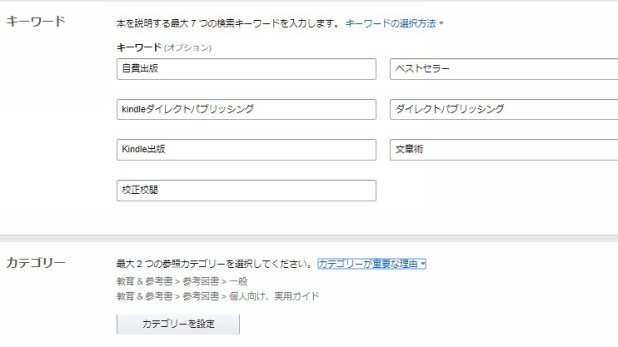 キーワード
本を説明する最大 7 つの検索キーワードを入力します。 キーワードの選択方法
キーワード (オプション)
自費出版
ベストセラー
kindleダイレクトパブリッシング
ダイレクトパブリッシング
Kindle出版
文章術
校正校閲
カテゴリー
最大 2 つの参照カテゴリーを選択してください。 カテゴリーが重要な理由
教育 & 参考書 > 参考図書 > 一般
教育 & 参考書 > 参考図書 > 個人向け、実用ガイド
カテゴリーを設定